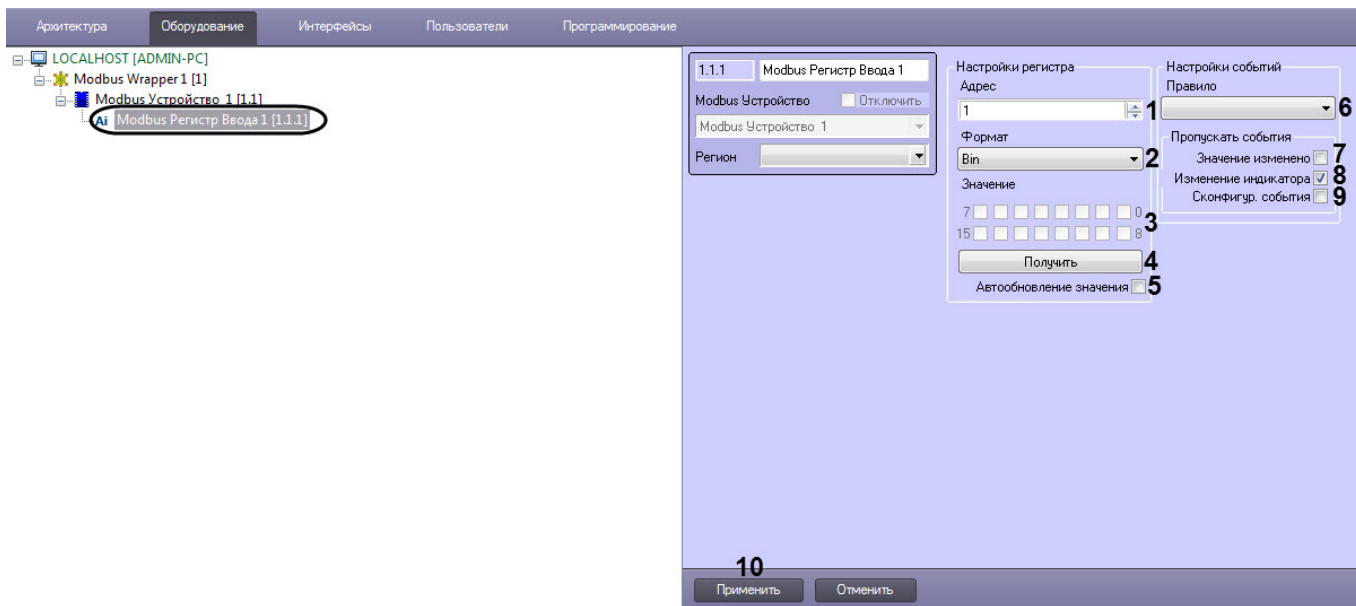 Архитектура Оборудование Интерфейсы Пользователи Программирование
LOCALHOST [ADMIN-PC]
Modbus Wrapper 1 [1]
Modbus Устройство 1 [1.1]
Ai Modbus Регистр Ввода 1 [1.1.1]
1.1.1 Modbus Регистр Ввода 1
Modbus Устройство Отключить
Modbus Устройство 1
Регион
Настройки регистра
Адрес
1 1
Формат
Bin 2
Значение
7 0
15 8
3
Получить 4
Автообновление значения 5
Настройки событий
Правило
6
Пропускать события
Значение изменено 7
Изменение индикатора 8
Сконфигур. события 9
10
Применить Отменить